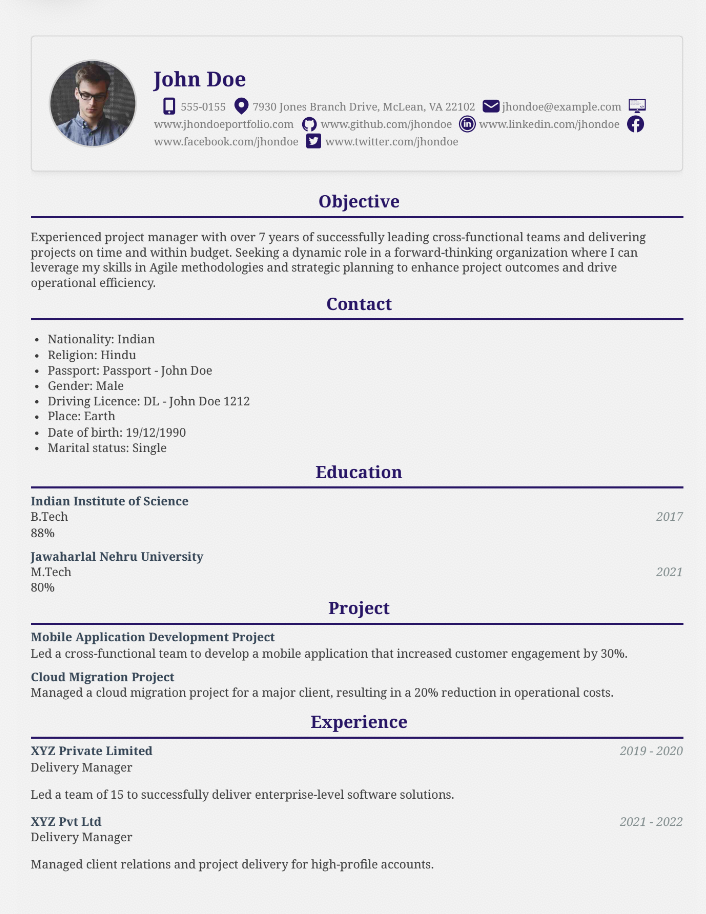 John Doe
555-0155 7930 Jones Branch Drive, McLean, VA 22102 jhondoe@example.com
www.jhondoeportfolio.com www.github.com/jhondoe www.linkedin.com/jhondoe
www.facebook.com/jhondoe www.twitter.com/jhondoe
Objective
Experienced project manager with over 7 years of successfully leading cross-functional teams and delivering
projects on time and within budget. Seeking a dynamic role in a forward-thinking organization where I can
leverage my skills in Agile methodologies and strategic planning to enhance project outcomes and drive
operational efficiency.
Contact
• Nationality: Indian
• Religion: Hindu
• Passport: Passport - John Doe
• Gender: Male
• Driving Licence: DL - John Doe 1212
• Place: Earth
• Date of birth: 19/12/1990
• Marital status: Single
Education
Indian Institute of Science
B.Tech 2017
88%
Jawaharlal Nehru University
M.Tech 2021
80%
Project
Mobile Application Development Project
Led a cross-functional team to develop a mobile application that increased customer engagement by 30%.
Cloud Migration Project
Managed a cloud migration project for a major client, resulting in a 20% reduction in operational costs.
Experience
XYZ Private Limited 2019 - 2020
Delivery Manager
Led a team of 15 to successfully deliver enterprise-level software solutions.
XYZ Pvt Ltd 2021 - 2022
Delivery Manager
Managed client relations and project delivery for high-profile accounts.